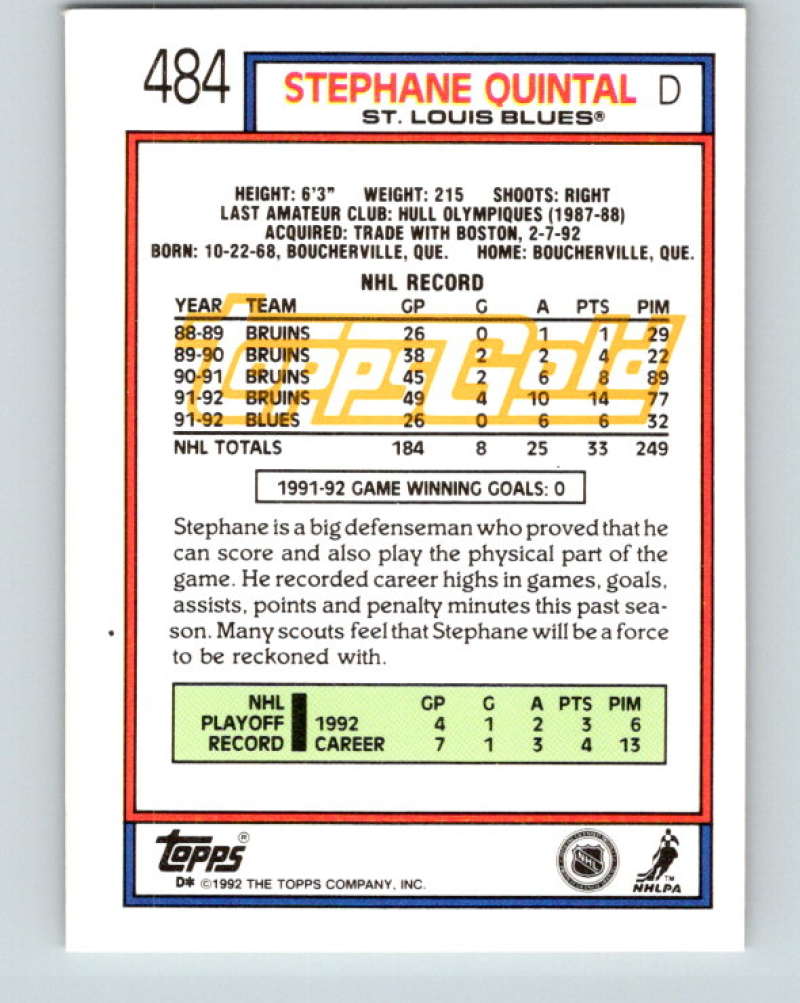 484
STEPHANE QUINTAL D
ST. LOUIS BLUES®
HEIGHT: 6'3" WEIGHT: 215 SHOOTS: RIGHT
LAST AMATEUR CLUB: HULL OLYMPIQUES (1987-88)
ACQUIRED: TRADE WITH BOSTON, 2-7-92
BORN: 10-22-68, BOUCHERVILLE, QUE. HOME: BOUCHERVILLE, QUE.
NHL RECORD
YEAR TEAM GP G A PTS PIM
88-89 BRUINS 26 0 1 1 29
89-90 BRUINS 38 2 2 4 22
90-91 BRUINS 45 2 6 8 89
91-92 BRUINS 49 4 10 14 77
91-92 BLUES 26 0 6 6 32
NHL TOTALS 184 8 25 33 249
Topps Gold
1991-92 GAME WINNING GOALS: 0
Stephane is a big defenseman who proved that he
can score and also play the physical part of the
game. He recorded career highs in games, goals,
assists, points and penalty minutes this past sea-
son. Many scouts feel that Stephane will be a force
to be reckoned with.
NHL GP G A PTS PIM
PLAYOFF 1992 4 1 2 3 6
RECORD CAREER 7 1 3 4 13
Topps®
D* ©1992 THE TOPPS COMPANY, INC.
NHL
TM
NHLPA